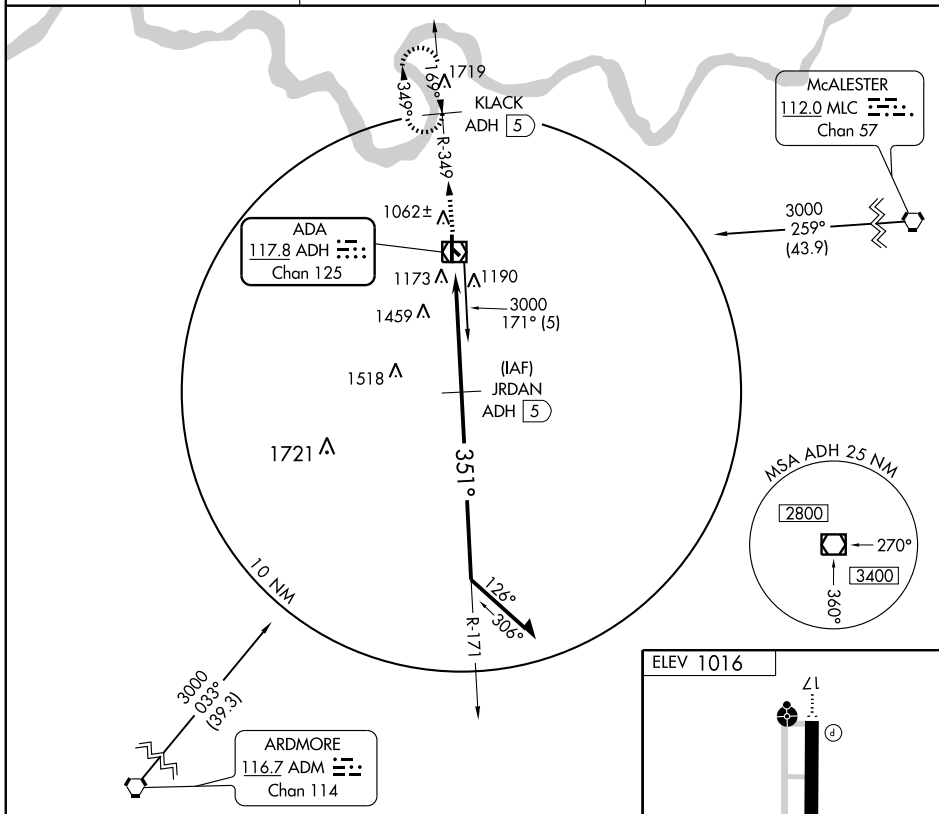 169°
349°
1719
KLACK
ADH 5
McALESTER
112.0 MLC
Chan 57
R-349
1062±
ADA
117.8 ADH
Chan 125
3000
259°
(43.9)
1173
1190
1459
3000
171° (5)
1518
(IAF)
JRDAN
ADH 5
1721
351°
MSA ADH 25 NM
2800
270°
3400
360°
10 NM
126°
306°
R-171
3000
033°
(39.3)
ARDMORE
116.7 ADM
Chan 114
ELEV 1016
17
P